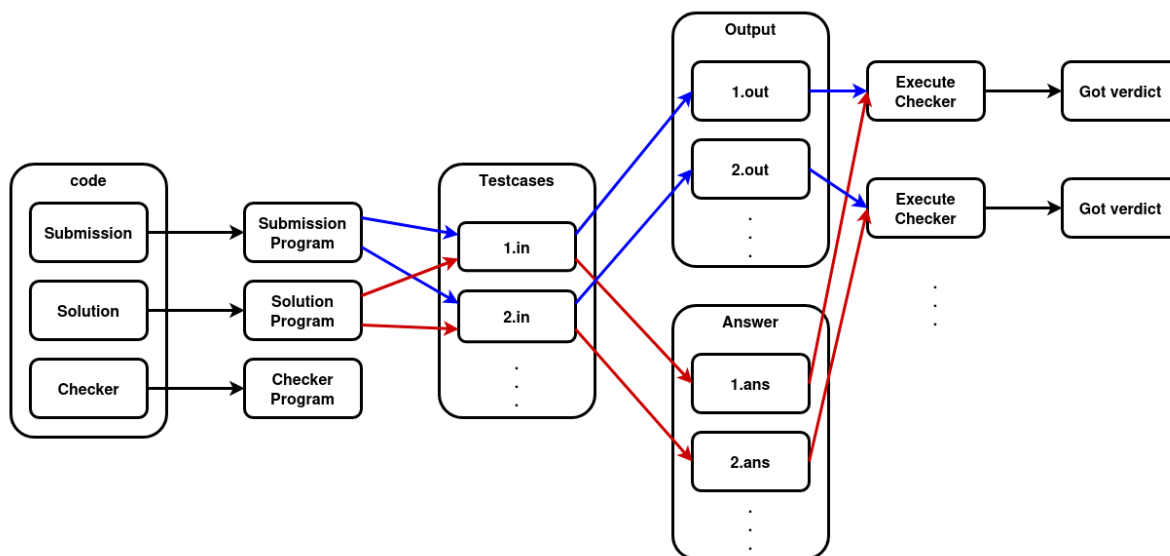 code
Submission
Solution
Checker
Submission
Program
Solution
Program
Checker
Program
Testcases
1.in
2.in
.
.
.
Output
1.out
2.out
.
.
.
Answer
1.ans
2.ans
.
.
.
Execute
Checker
Execute
Checker
.
.
.
Got verdict
Got verdict